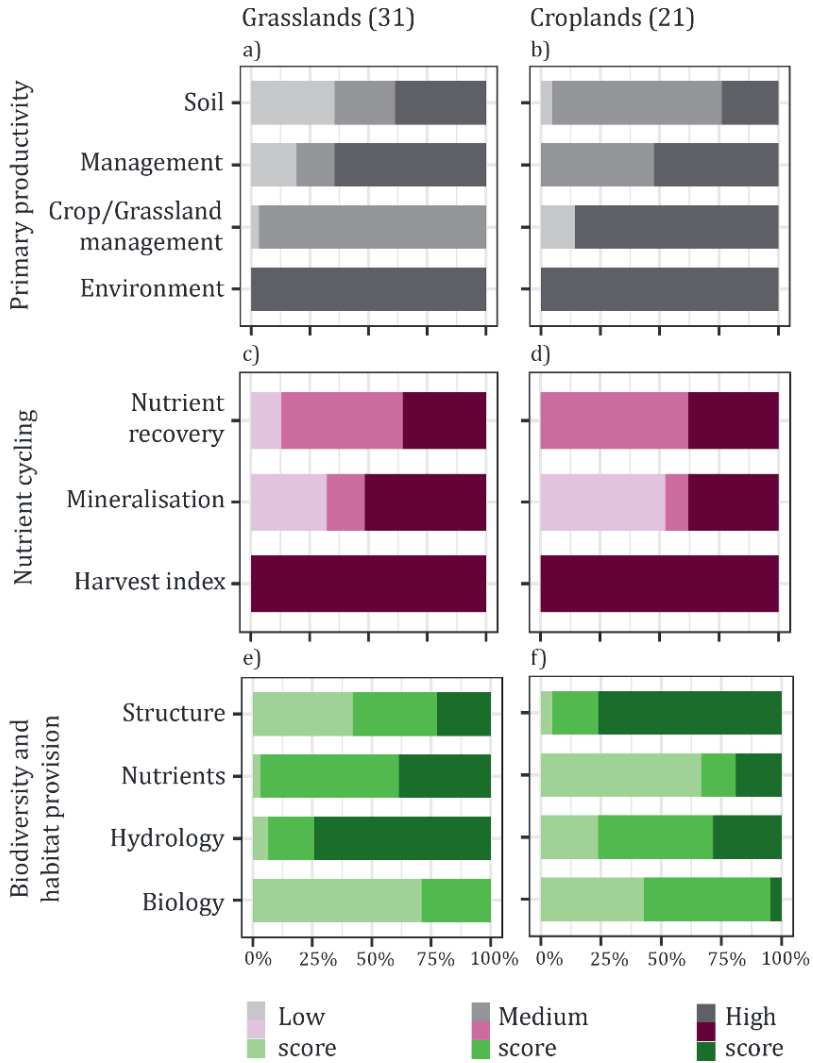 Grasslands (31)
Croplands (21)
a)
b)
Primary productivity
Soil
Management
Crop/Grassland
management
Environment
c)
d)
Nutrient cycling
Nutrient
recovery
Mineralisation
Harvest index
e)
f)
Biodiversity and
habitat provision
Structure
Nutrients
Hydrology
Biology
0% 25% 50% 75% 100%
0% 25% 50% 75% 100%
Low
score
Medium
score
High
score